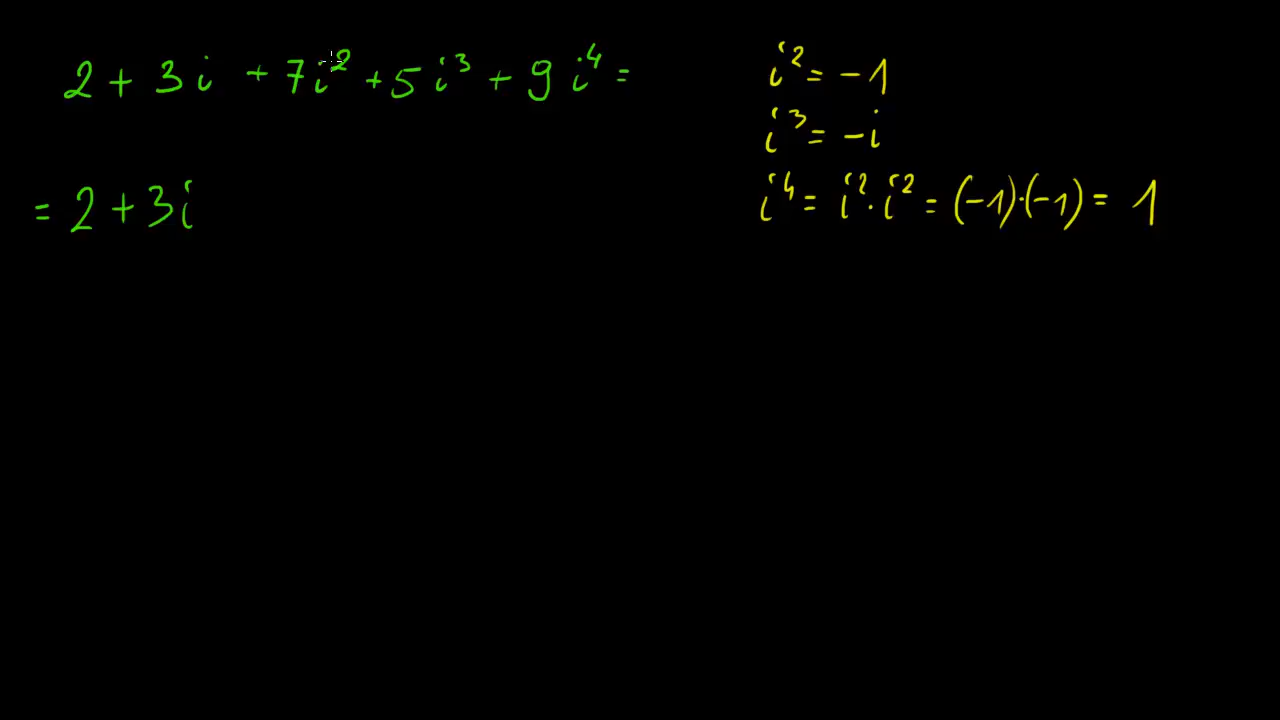 2 + 3i + 7i² + 5i³ + 9i⁴ =
= 2 + 3i
i² = -1
i³ = -i
i⁴ = i² · i² = (-1)·(-1) = 1